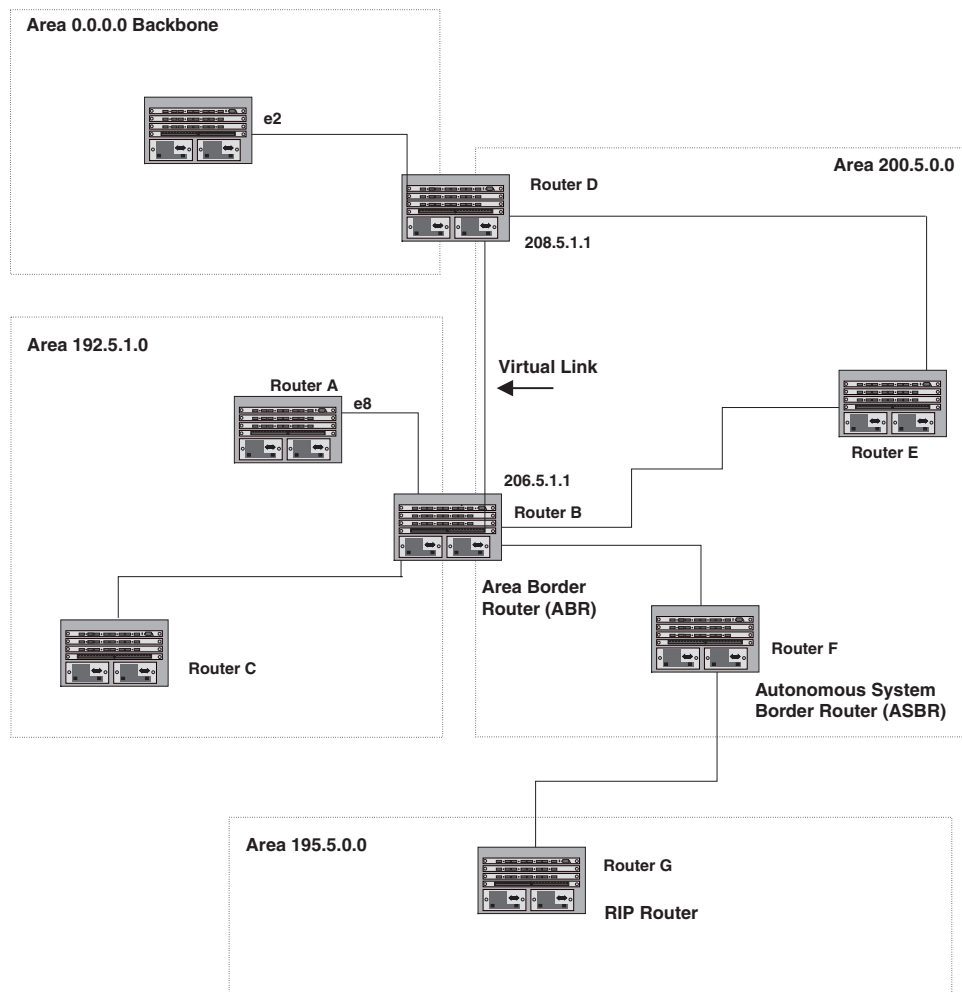 Area 0.0.0.0 Backbone
e2
Area 200.5.0.0
Router D
208.5.1.1
Area 192.5.1.0
Virtual Link
Router A
e8
Router E
206.5.1.1
Router B
Area Border
Router (ABR)
Router F
Router C
Autonomous System
Border Router (ASBR)
Area 195.5.0.0
Router G
RIP Router